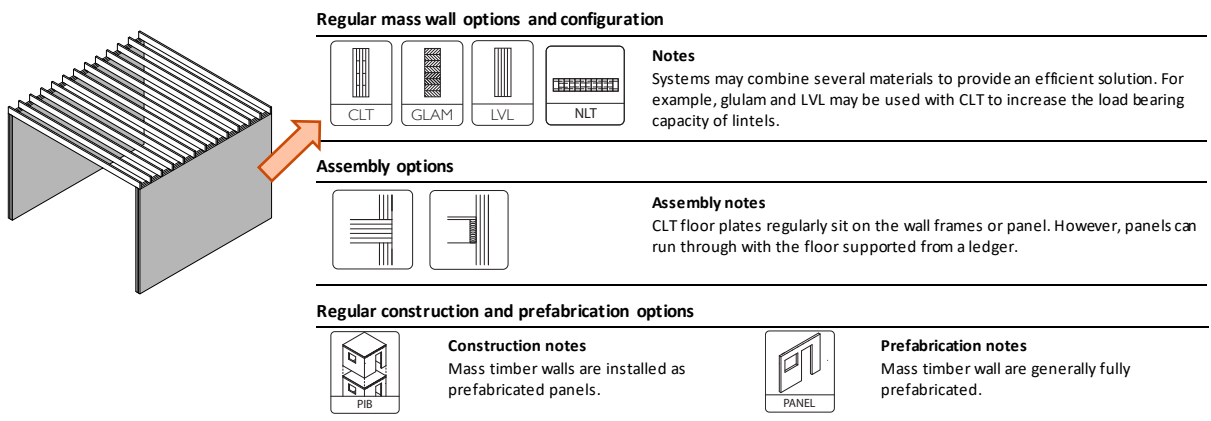 Regular mass wall options and configuration
CLT
GLAM
LVL
NLT
Notes
Systems may combine several materials to provide an efficient solution. For
example, glulam and LVL may be used with CLT to increase the load bearing
capacity of lintels.
Assembly options
Assembly notes
CLT floor plates regularly sit on the wall frames or panel. However, panels can
run through with the floor supported from a ledger.
Regular construction and prefabrication options
PIB
Construction notes
Mass timber walls are installed as
prefabricated panels.
PANEL
Prefabrication notes
Mass timber wall are generally fully
prefabricated.